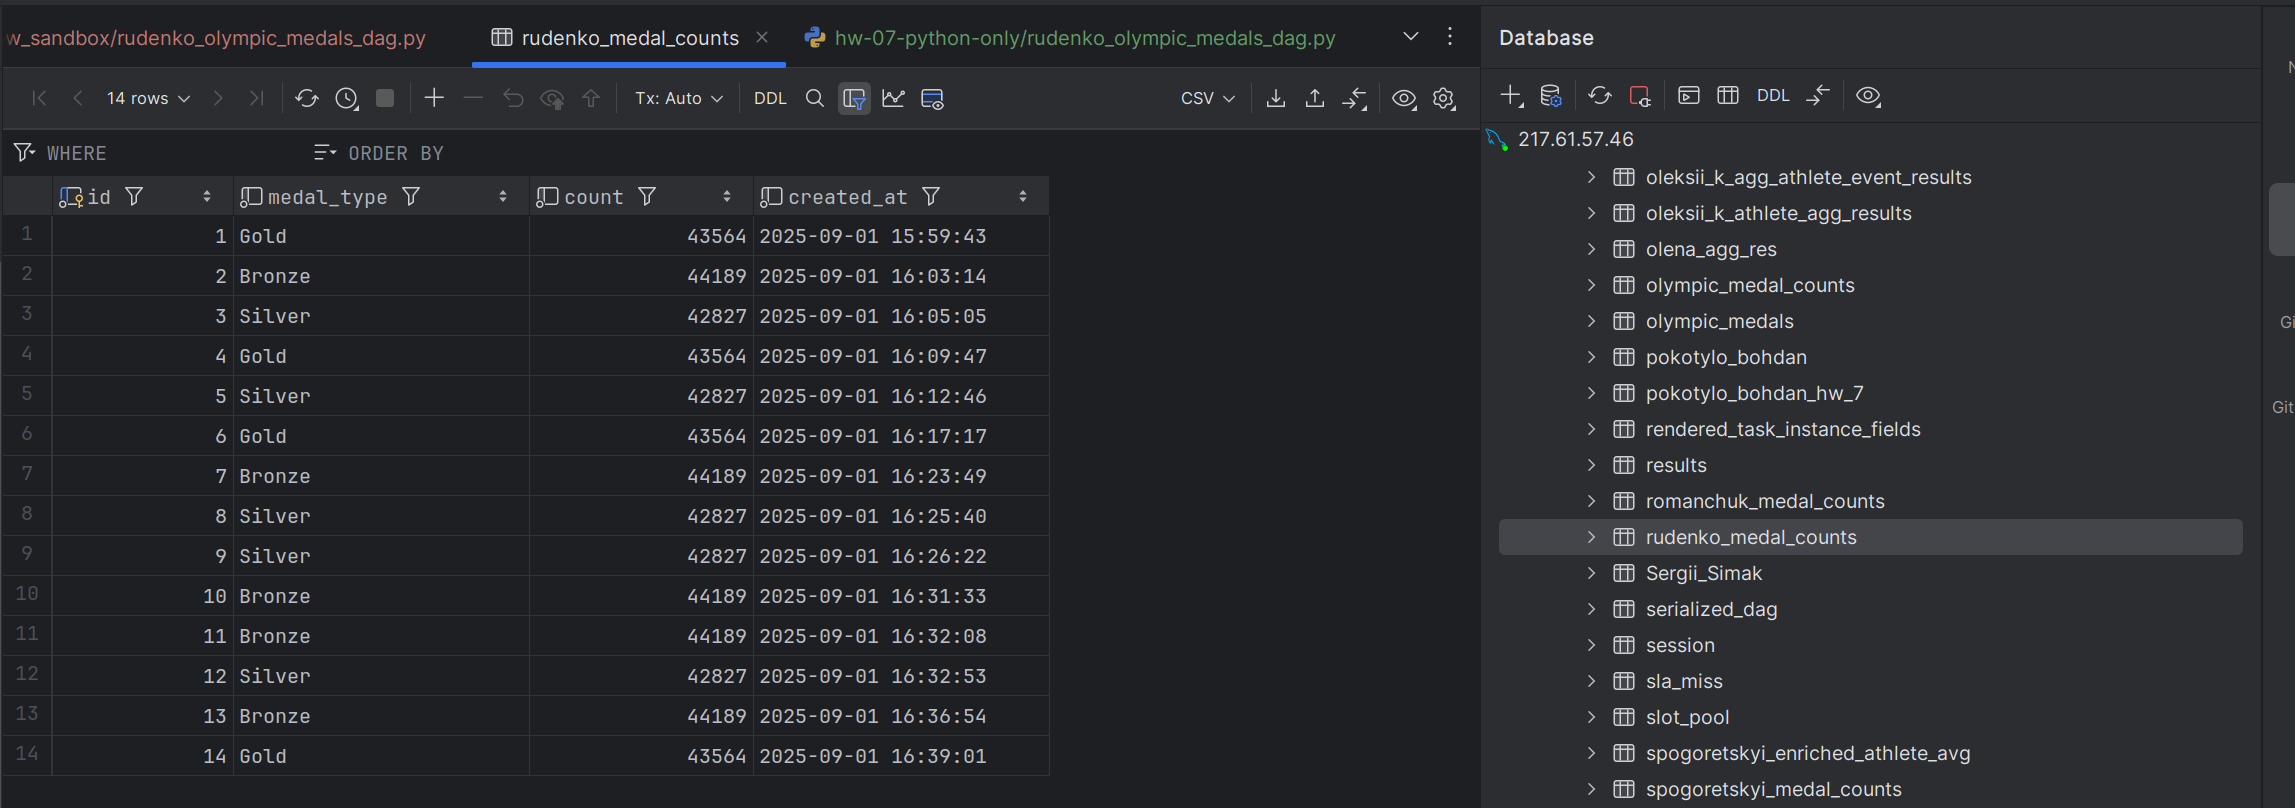 w_sandbox/rudenko_olympic_medals_dag.py rudenko_medal_counts hw-07-python-only/rudenko_olympic_medals_dag.py
14 rows Tx: Auto DDL CSV
WHERE ORDER BY
id medal_type count created_at
1 1 Gold 43564 2025-09-01 15:59:43
2 2 Bronze 44189 2025-09-01 16:03:14
3 3 Silver 42827 2025-09-01 16:05:05
4 4 Gold 43564 2025-09-01 16:09:47
5 5 Silver 42827 2025-09-01 16:12:46
6 6 Gold 43564 2025-09-01 16:17:17
7 7 Bronze 44189 2025-09-01 16:23:49
8 8 Silver 42827 2025-09-01 16:25:40
9 9 Silver 42827 2025-09-01 16:26:22
10 10 Bronze 44189 2025-09-01 16:31:33
11 11 Bronze 44189 2025-09-01 16:32:08
12 12 Silver 42827 2025-09-01 16:32:53
13 13 Bronze 44189 2025-09-01 16:36:54
14 14 Gold 43564 2025-09-01 16:39:01
Database
DDL
217.61.57.46
oleksii_k_agg_athlete_event_results
oleksii_k_athlete_agg_results
olena_agg_res
olympic_medal_counts
olympic_medals
pokotylo_bohdan
pokotylo_bohdan_hw_7
rendered_task_instance_fields
results
romanchuk_medal_counts
rudenko_medal_counts
Sergii_Simak
serialized_dag
session
sla_miss
slot_pool
spogoretskyi_enriched_athlete_avg
spogoretskyi_medal_counts
Git